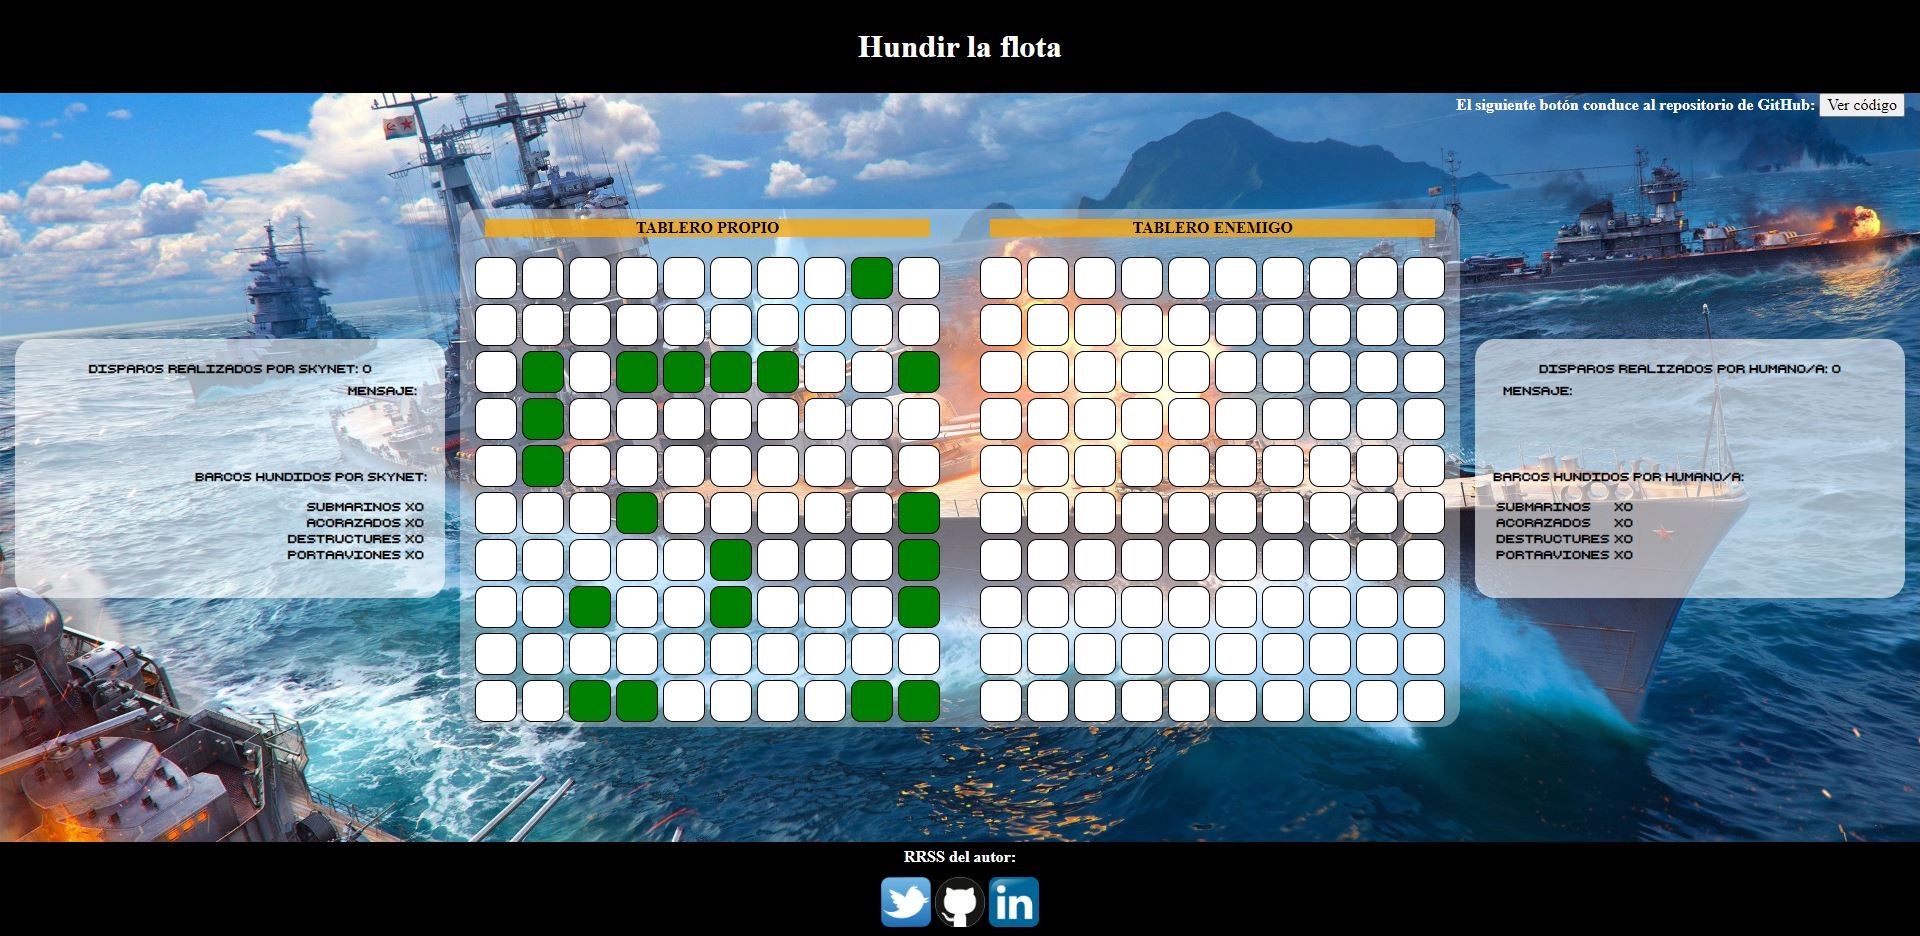 Hundir la flota
El siguiente botón conduce al repositorio de GitHub: Ver código
TABLERO PROPIO
TABLERO ENEMIGO
DISPAROS REALIZADOS POR SKYNET: 0
MENSAJE:
BARCOS HUNDIDOS POR SKYNET:
SUBMARINOS X0
ACORAZADOS X0
DESTRUCTURES X0
PORTAAVIONES X0
DISPAROS REALIZADOS POR HUMANO/A: 0
MENSAJE:
BARCOS HUNDIDOS POR HUMANO/A:
SUBMARINOS X0
ACORAZADOS X0
DESTRUCTURES X0
PORTAAVIONES X0
RRSS del autor:
in